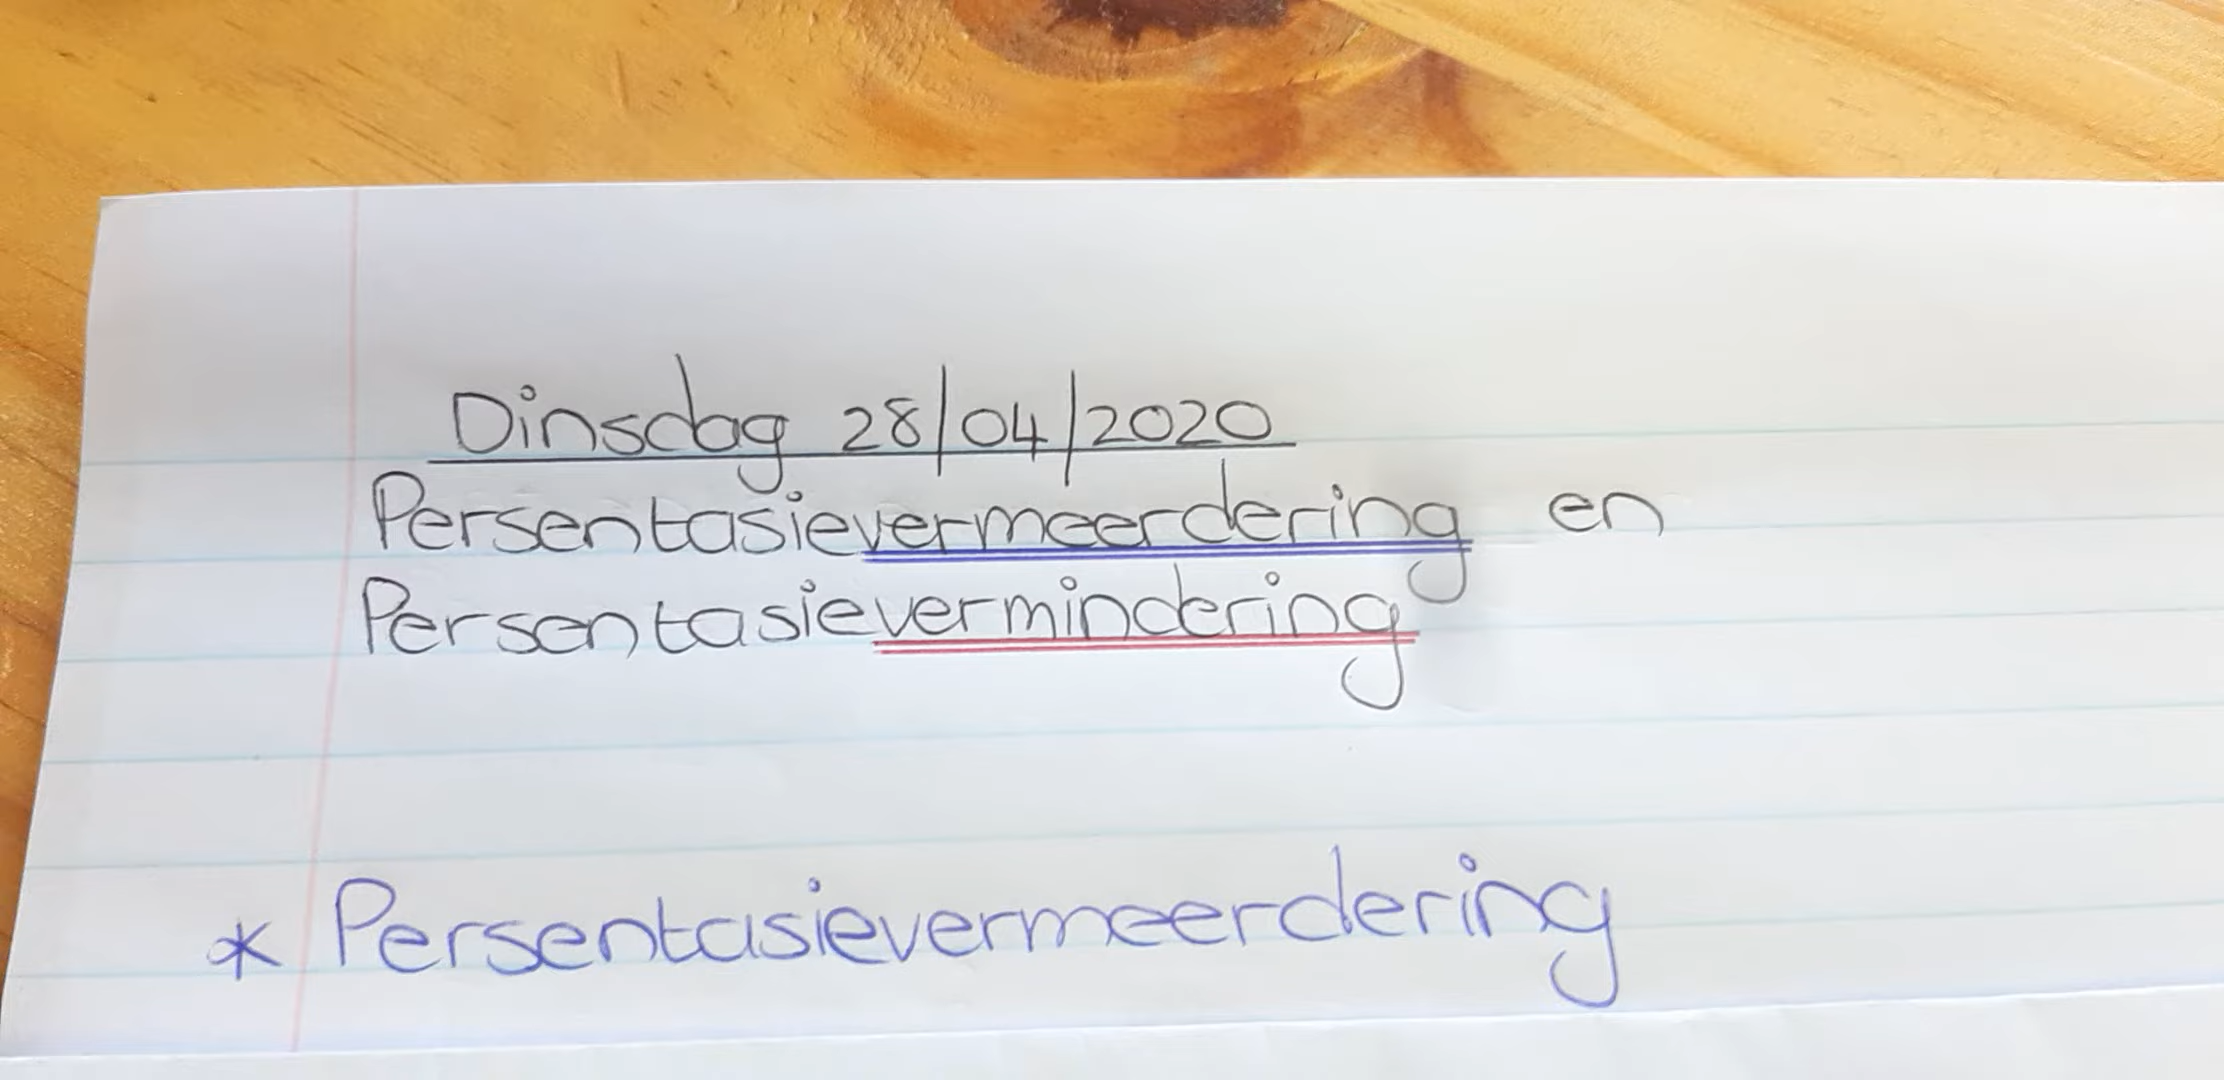 Dinsdag 28/04/2020
Persentasievermeerdering en
Persentasievermindering
* Persentasievermeerdering